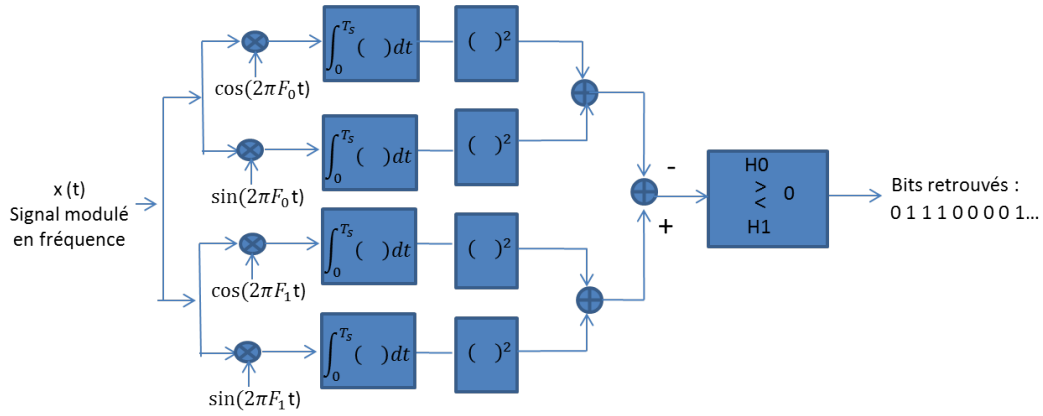 ∫₀ᵀˢ ( )dt
( )²
cos(2πF₀t)
∫₀ᵀˢ ( )dt
( )²
sin(2πF₀t)
x (t)
Signal modulé
en fréquence
-
+
H0
>
<
0
H1
Bits retrouvés :
0 1 1 1 0 0 0 0 1...
∫₀ᵀˢ ( )dt
( )²
cos(2πF₁t)
∫₀ᵀˢ ( )dt
( )²
sin(2πF₁t)